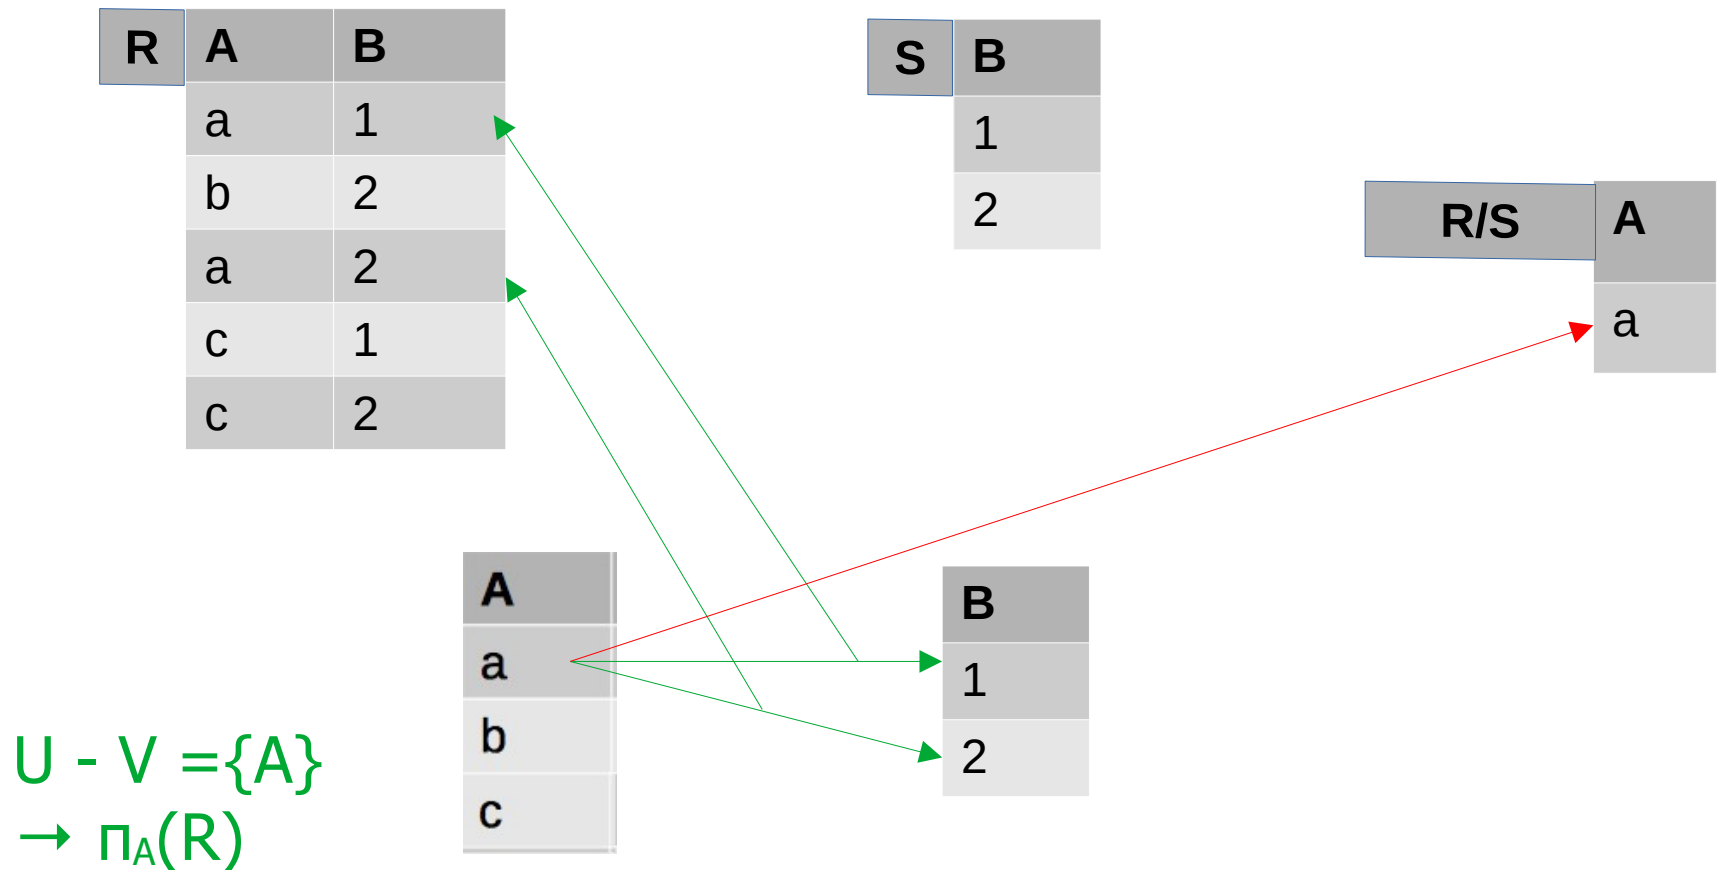 R A B
a 1
b 2
a 2
c 1
c 2
S B
1
2
R/S A
a
A
a
b
c
B
1
2
U - V ={A}
→ πA(R)